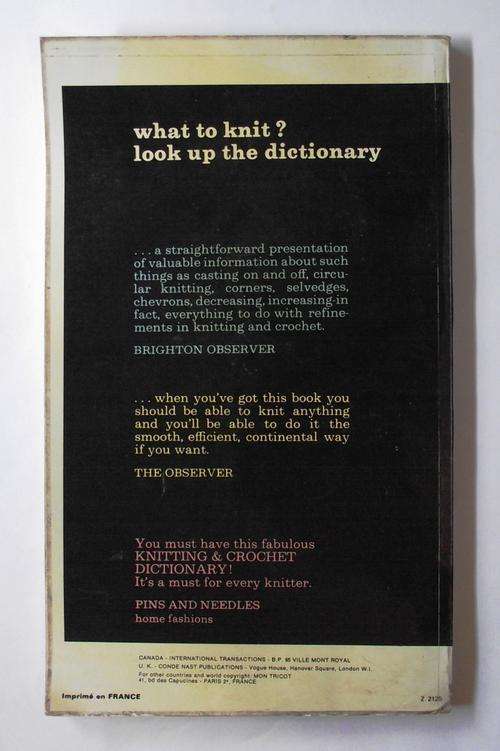 what to knit ?
look up the dictionary
. . . a straightforward presentation
of valuable information about such
things as casting on and off, circu-
lar knitting, corners, selvedges,
chevrons, decreasing, increasing-in
fact, everything to do with refine-
ments in knitting and crochet.
BRIGHTON OBSERVER
. . . when you've got this book you
should be able to knit anything
and you'll be able to do it the
smooth, efficient, continental way
if you want.
THE OBSERVER
You must have this fabulous
KNITTING & CROCHET
DICTIONARY!
It's a must for every knitter.
PINS AND NEEDLES
home fashions
CANADA - INTERNATIONAL TRANSACTIONS - B.P. 95 VILLE MONT ROYAL
U. K. - CONDE NAST PUBLICATIONS - Vogue House, Hanover Square, London W.I.
For other countries and world copyright: MON TRICOT
41, bd des Capucines - PARIS 2e, FRANCE
Imprimé en FRANCE
Z. 2125